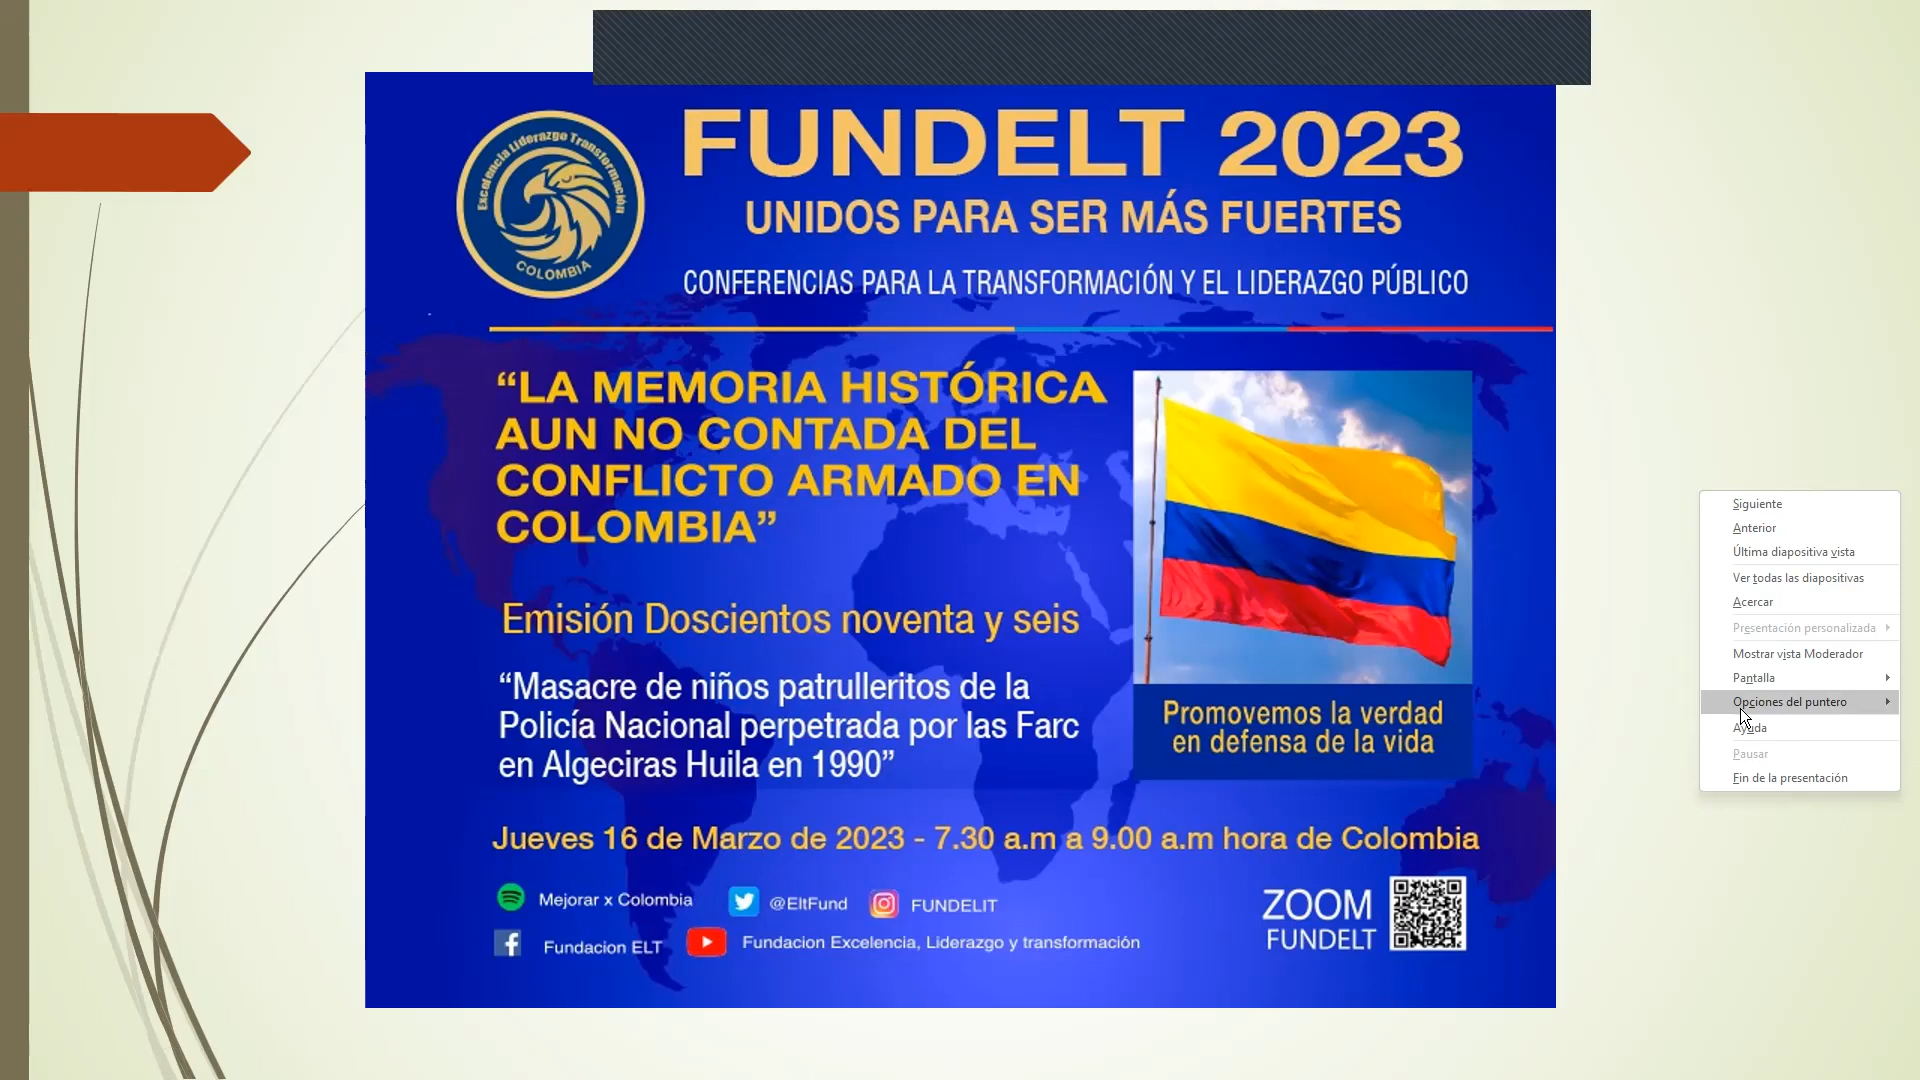 Excelencia Liderazgo Transformación
COLOMBIA
FUNDELT 2023
UNIDOS PARA SER MÁS FUERTES
CONFERENCIAS PARA LA TRANSFORMACIÓN Y EL LIDERAZGO PÚBLICO
“LA MEMORIA HISTÓRICA
AUN NO CONTADA DEL
CONFLICTO ARMADO EN
COLOMBIA”
Emisión Doscientos noventa y seis
“Masacre de niños patrulleritos de la
Policía Nacional perpetrada por las Farc
en Algeciras Huila en 1990”
Promovemos la verdad
en defensa de la vida
Jueves 16 de Marzo de 2023 - 7.30 a.m a 9.00 a.m hora de Colombia
Mejorar x Colombia @EltFund FUNDELIT
Fundacion ELT Fundacion Excelencia, Liderazgo y transformación
ZOOM
FUNDELT
Siguiente
Anterior
Última diapositiva vista
Ver todas las diapositivas
Acercar
Presentación personalizada
Mostrar vista Moderador
Pantalla
Opciones del puntero
Ayuda
Pausar
Fin de la presentación